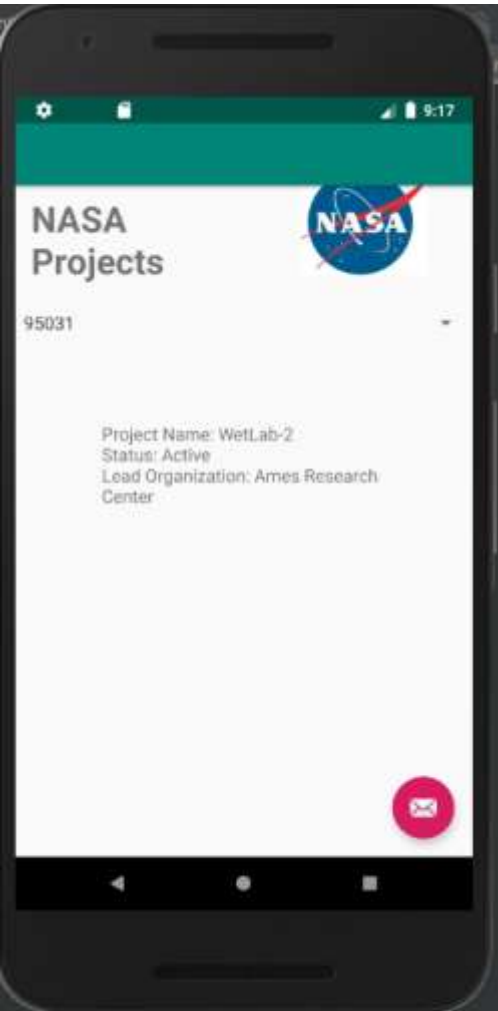 9:17
NASA
Projects
NASA
95031
Project Name: WetLab-2
Status: Active
Lead Organization: Ames Research
Center